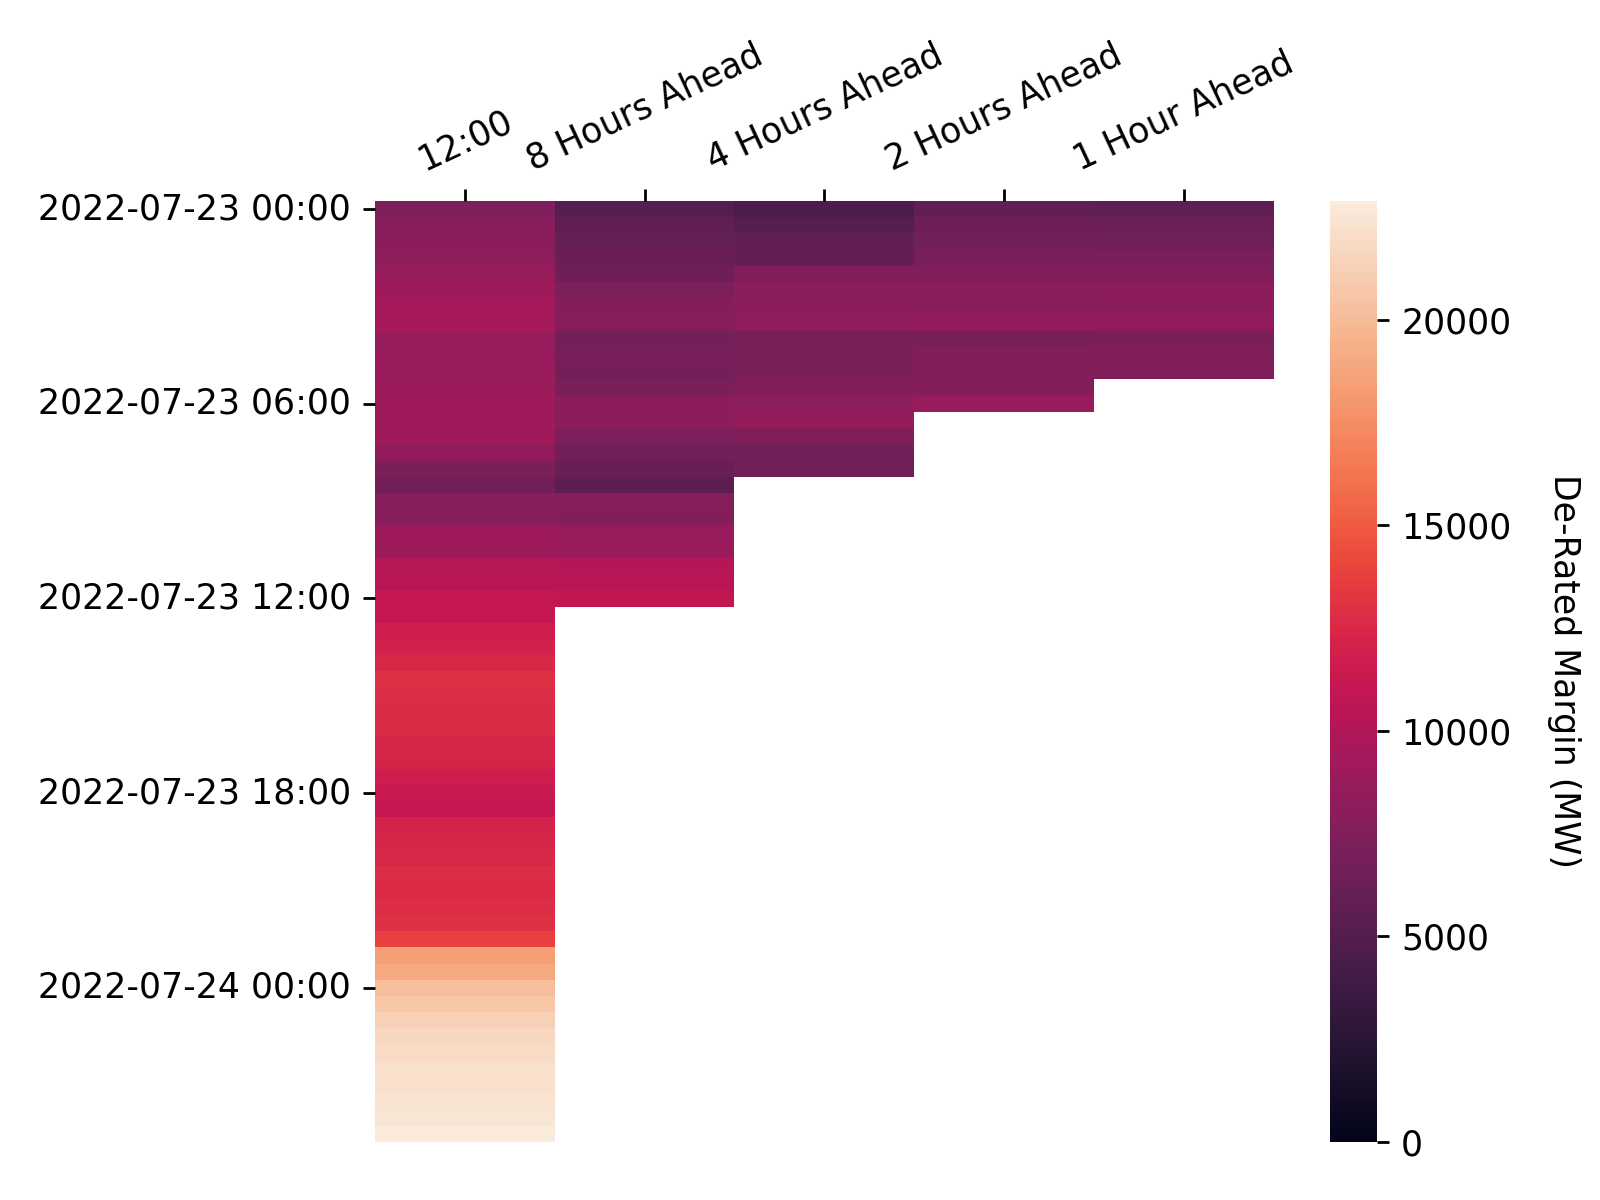 12:00
8 Hours Ahead
4 Hours Ahead
2 Hours Ahead
1 Hour Ahead
2022-07-23 00:00
2022-07-23 06:00
2022-07-23 12:00
2022-07-23 18:00
2022-07-24 00:00
20000
15000
10000
5000
0
De-Rated Margin (MW)